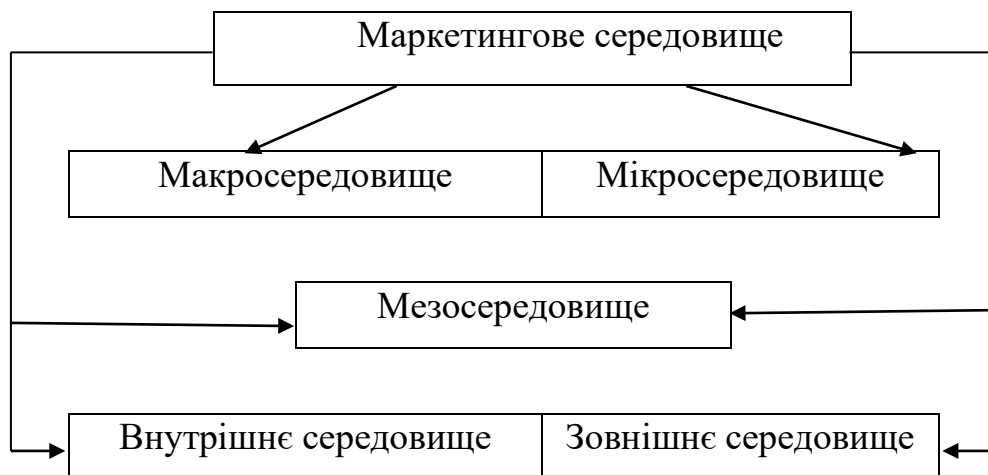 Маркетингове середовище
Макросередовище Мікросередовище
Мезосередовище
Внутрішнє середовище Зовнішнє середовище